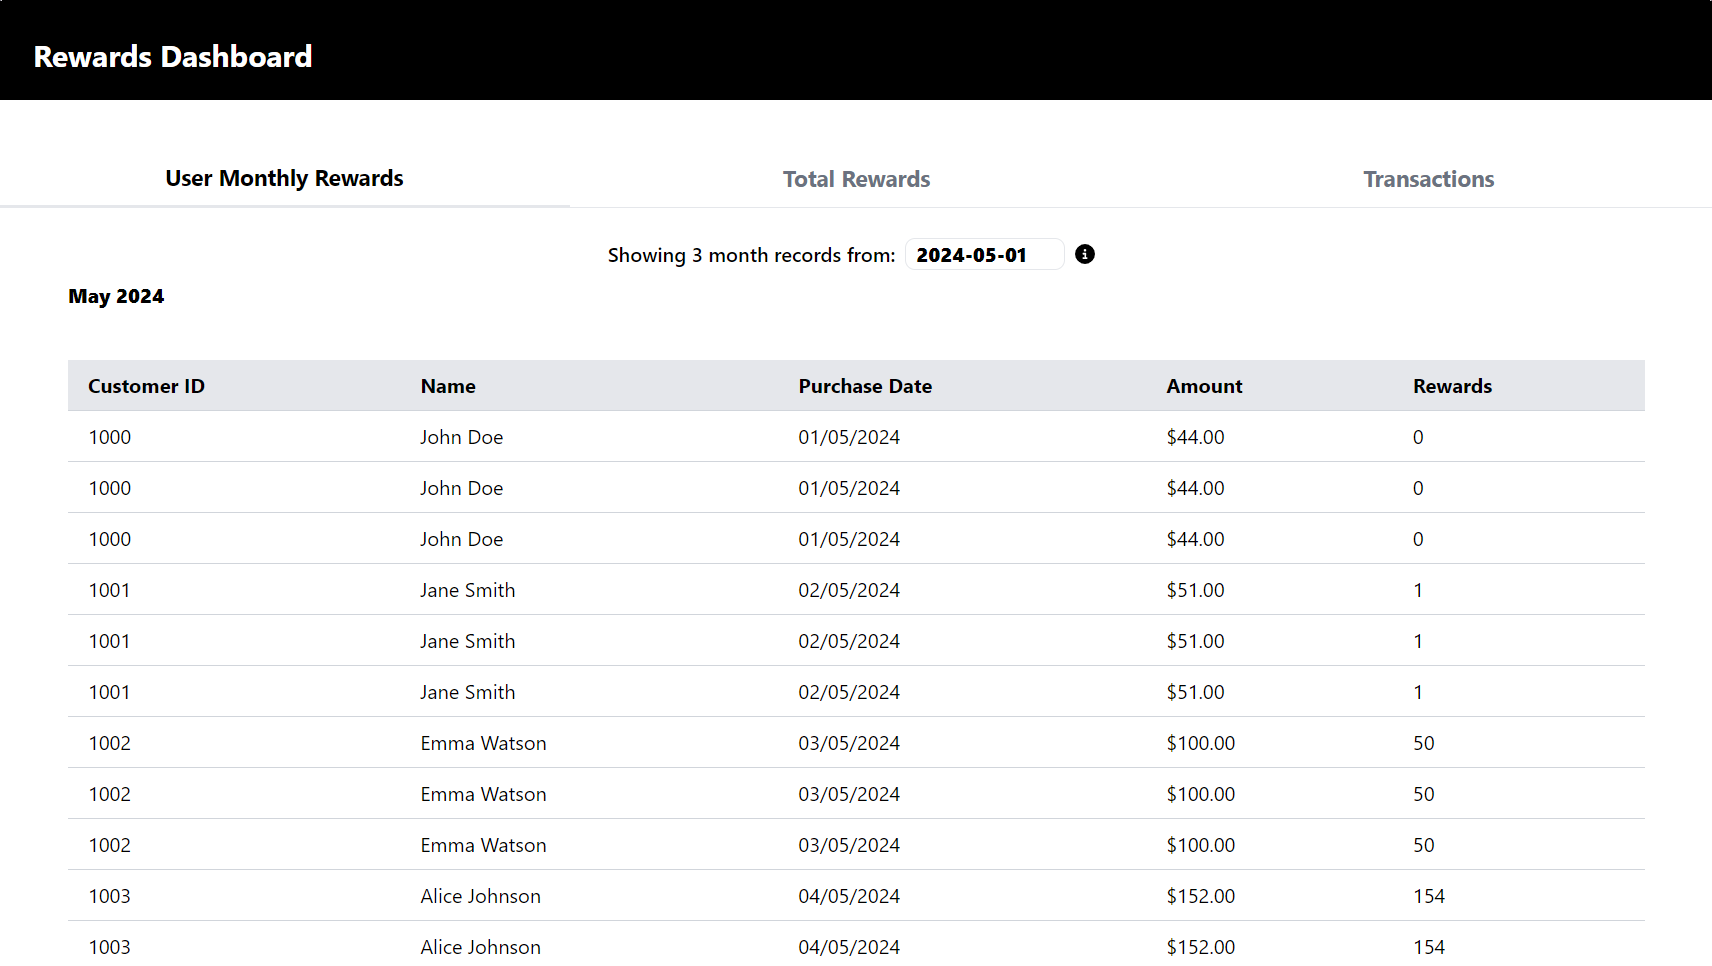 Rewards Dashboard
User Monthly Rewards Total Rewards Transactions
Showing 3 month records from: 2024-05-01
May 2024
Customer ID Name Purchase Date Amount Rewards
1000 John Doe 01/05/2024 $44.00 0
1000 John Doe 01/05/2024 $44.00 0
1000 John Doe 01/05/2024 $44.00 0
1001 Jane Smith 02/05/2024 $51.00 1
1001 Jane Smith 02/05/2024 $51.00 1
1001 Jane Smith 02/05/2024 $51.00 1
1002 Emma Watson 03/05/2024 $100.00 50
1002 Emma Watson 03/05/2024 $100.00 50
1002 Emma Watson 03/05/2024 $100.00 50
1003 Alice Johnson 04/05/2024 $152.00 154
1003 Alice Johnson 04/05/2024 $152.00 154